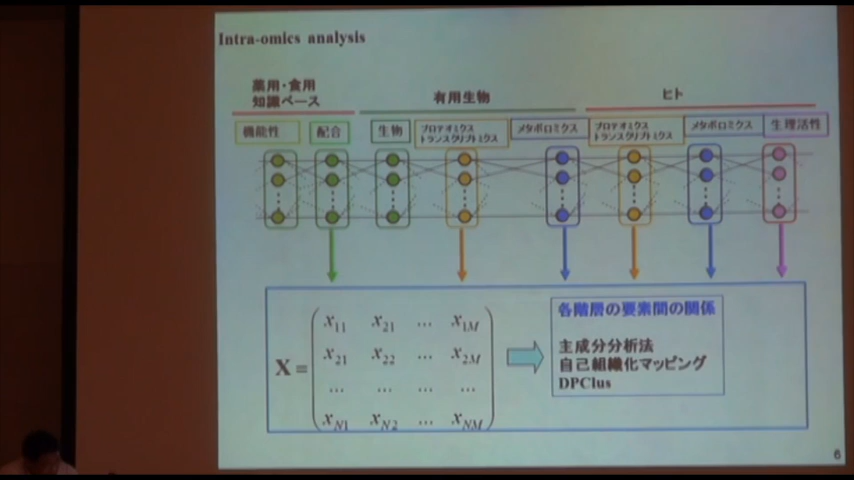 Intra-omics analysis
薬用・食用
知識ベース
有用生物
ヒト
機能性
配合
生物
プロテオミクス
トランスクリプトミクス
メタボロミクス
プロテオミクス
トランスクリプトミクス
メタボロミクス
生理活性
X =
x11 x21 ... x1M
x21 x22 ... x2M
... ... ... ...
xN1 xN2 ... xNM
各階層の要素間の関係
主成分分析法
自己組織化マッピング
DPClus
6